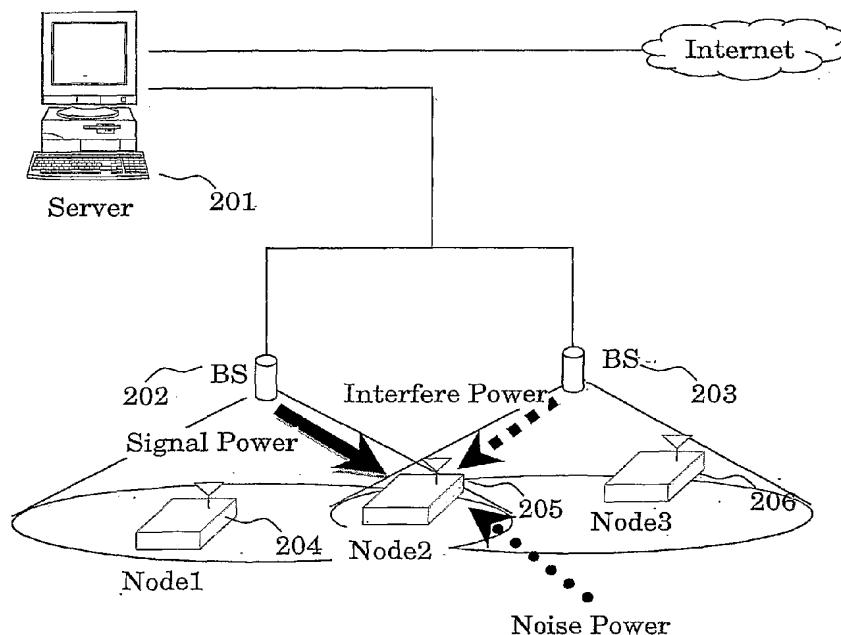 Internet
Server
201
202
BS
BS
203
Interfere Power
Signal Power
204
205
206
Node1
Node2
Node3
Noise Power